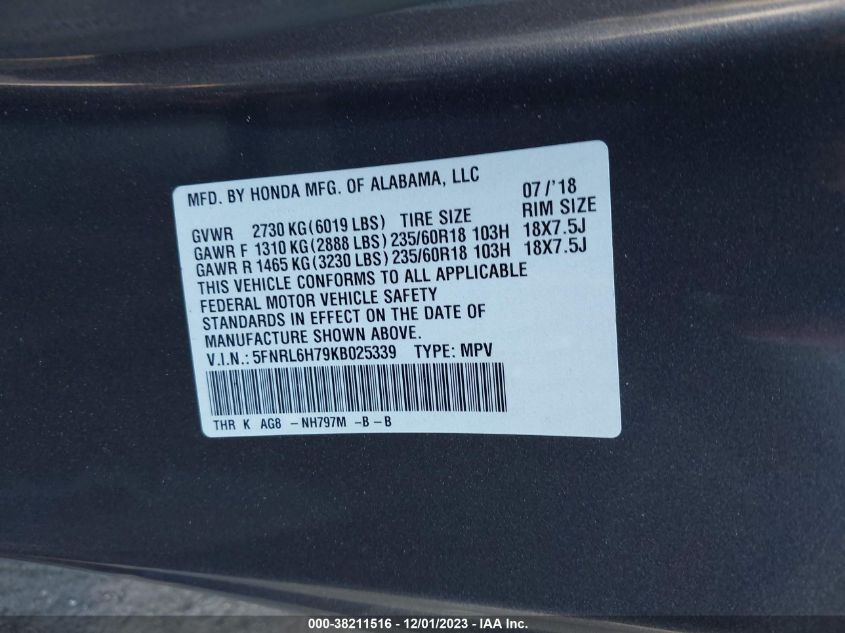 MFD. BY HONDA MFG. OF ALABAMA, LLC 07/'18
GVWR 2730 KG(6019 LBS) TIRE SIZE RIM SIZE
GAWR F 1310 KG(2888 LBS) 235/60R18 103H 18X7.5J
GAWR R 1465 KG(3230 LBS) 235/60R18 103H 18X7.5J
THIS VEHICLE CONFORMS TO ALL APPLICABLE
FEDERAL MOTOR VEHICLE SAFETY
STANDARDS IN EFFECT ON THE DATE OF
MANUFACTURE SHOWN ABOVE.
V.I.N.: 5FNRL6H79KB025339 TYPE: MPV
THR K AG8 -NH797M -B-B
000-38211516 - 12/01/2023 - IAAI.com.